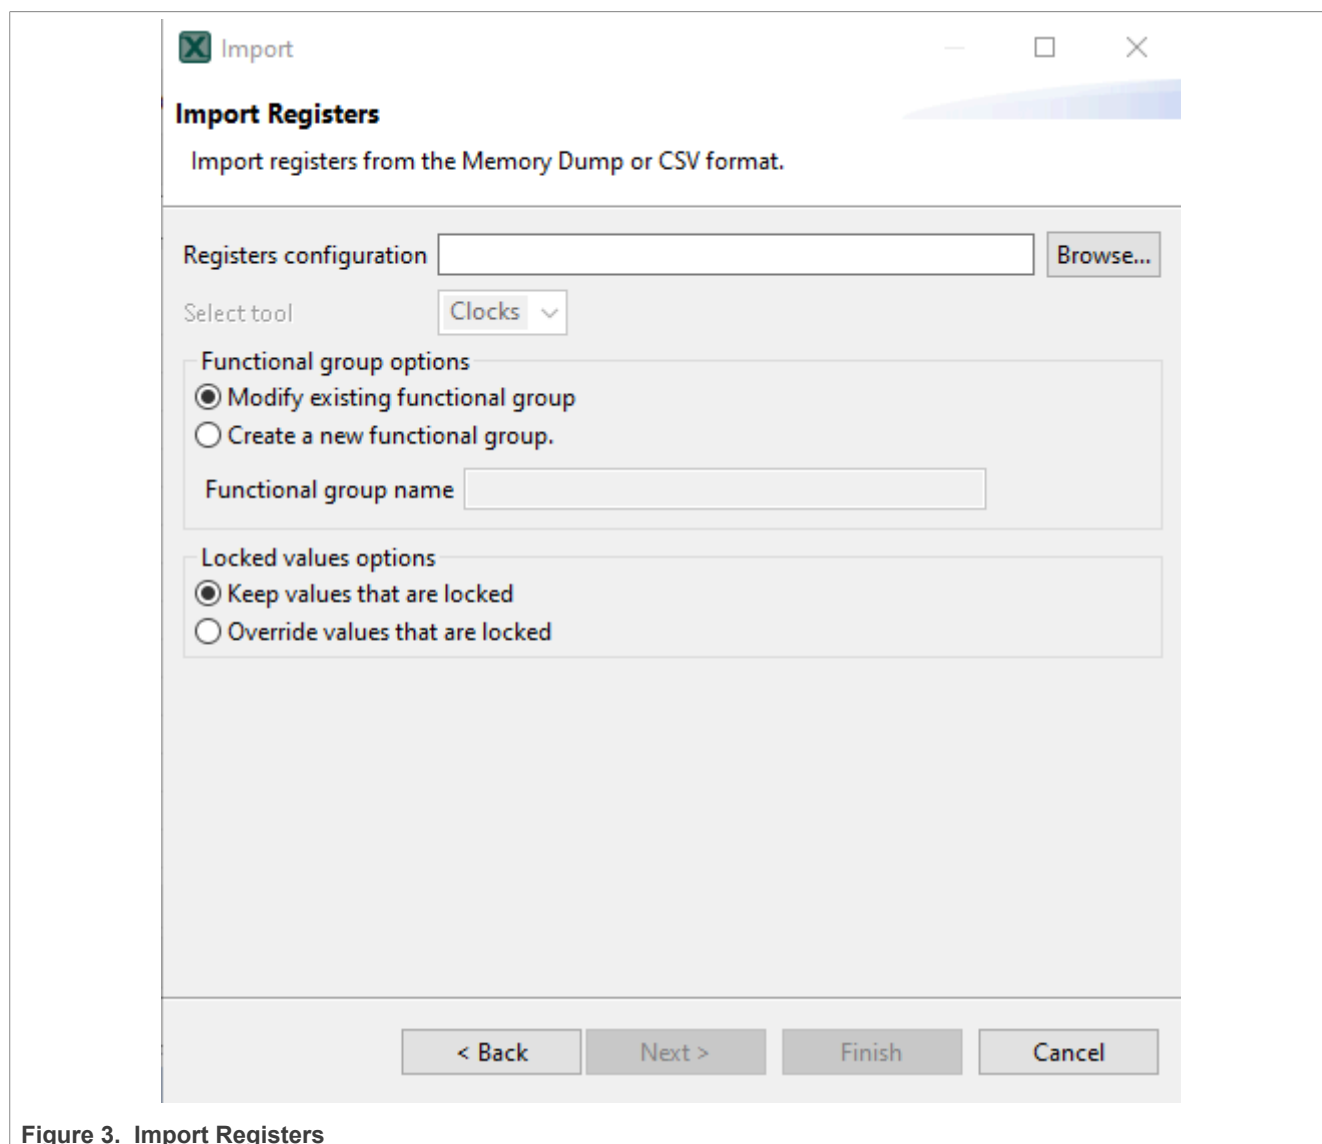 Import
Import Registers
Import registers from the Memory Dump or CSV format.
Registers configuration Browse...
Select tool Clocks
Functional group options
Modify existing functional group
Create a new functional group.
Functional group name
Locked values options
Keep values that are locked
Override values that are locked
< Back Next > Finish Cancel
Figure 3. Import Registers